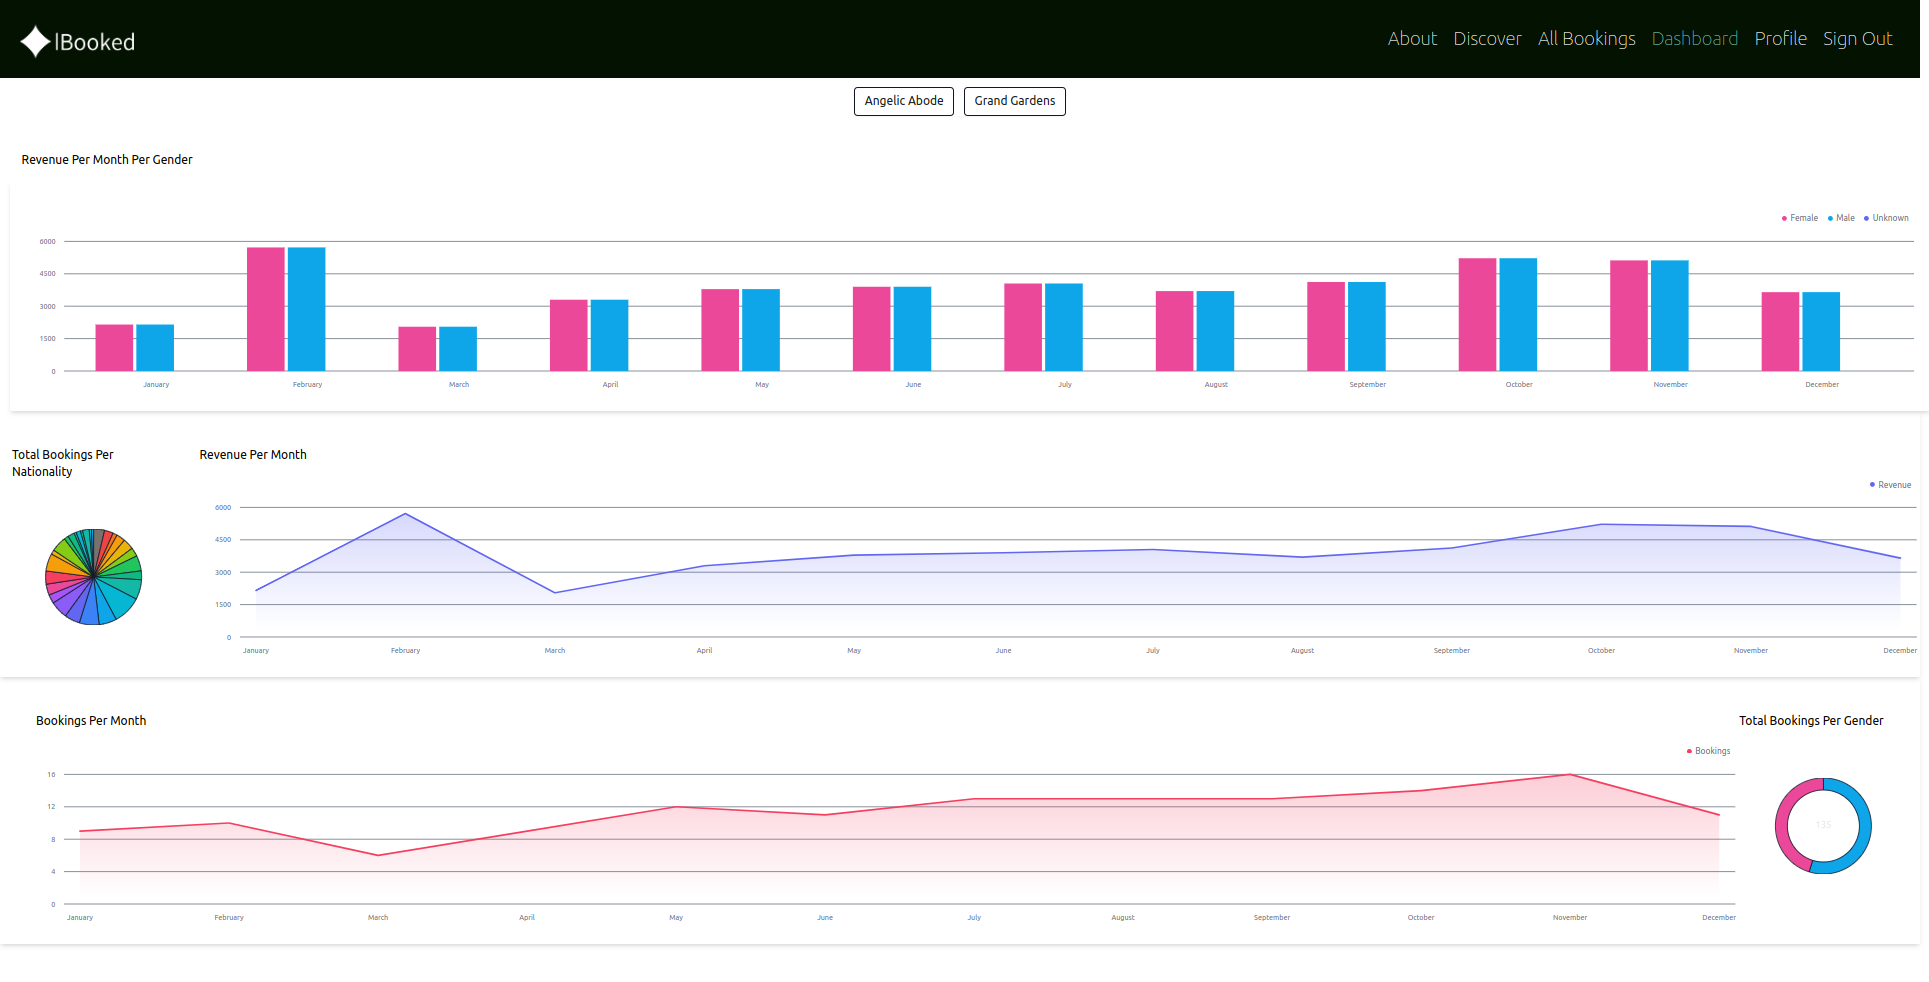 |Booked
About Discover All Bookings Dashboard Profile Sign Out
Angelic Abode Grand Gardens
Revenue Per Month Per Gender
Female Male Unknown
6000
4500
3000
1500
0
January February March April May June July August September October November December
Total Bookings Per
Nationality
Revenue Per Month
Revenue
6000
4500
3000
1500
0
January February March April May June July August September October November December
Bookings Per Month
Total Bookings Per Gender
Bookings
16
12
8
4
0
135
January February March April May June July August September October November December